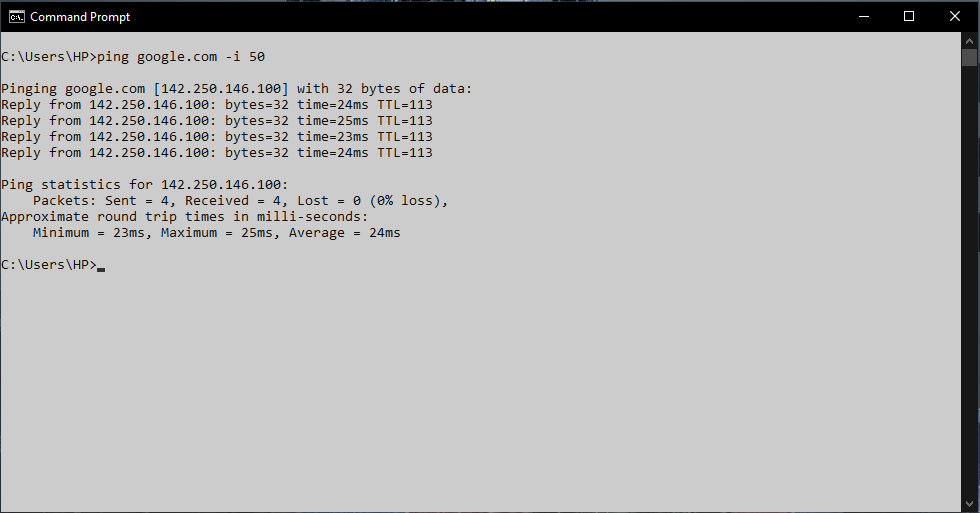 Command Prompt
C:\Users\HP>ping google.com -i 50
Pinging google.com [142.250.146.100] with 32 bytes of data:
Reply from 142.250.146.100: bytes=32 time=24ms TTL=113
Reply from 142.250.146.100: bytes=32 time=25ms TTL=113
Reply from 142.250.146.100: bytes=32 time=23ms TTL=113
Reply from 142.250.146.100: bytes=32 time=24ms TTL=113
Ping statistics for 142.250.146.100:
    Packets: Sent = 4, Received = 4, Lost = 0 (0% loss),
Approximate round trip times in milli-seconds:
    Minimum = 23ms, Maximum = 25ms, Average = 24ms
C:\Users\HP>